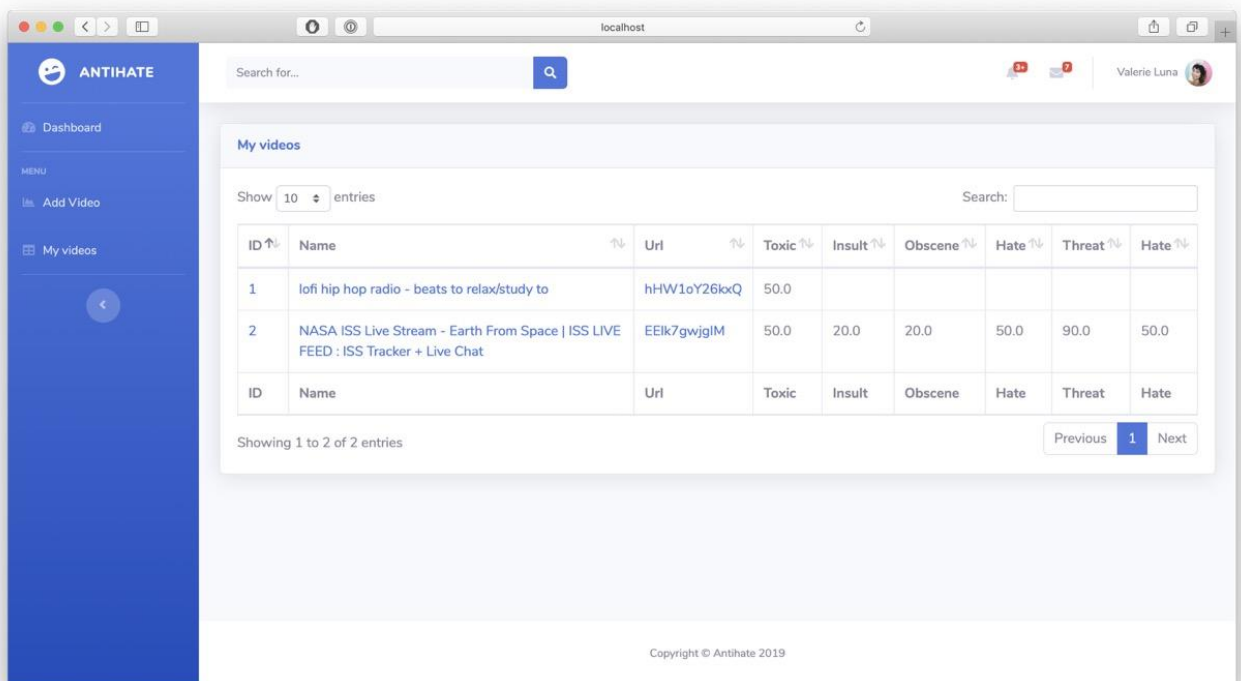 localhost
ANTIHATE
Search for...
3+
7
Valerie Luna
Dashboard
MENU
Add Video
My videos
My videos
Show 10 entries
Search:
ID Name Url Toxic Insult Obscene Hate Threat Hate
1 lofi hip hop radio - beats to relax/study to hHW1oY26kxQ 50.0
2 NASA ISS Live Stream - Earth From Space | ISS LIVE EEIk7gwjgIM 50.0 20.0 20.0 50.0 90.0 50.0
FEED : ISS Tracker + Live Chat
ID Name Url Toxic Insult Obscene Hate Threat Hate
Showing 1 to 2 of 2 entries
Previous 1 Next
Copyright © Antihate 2019